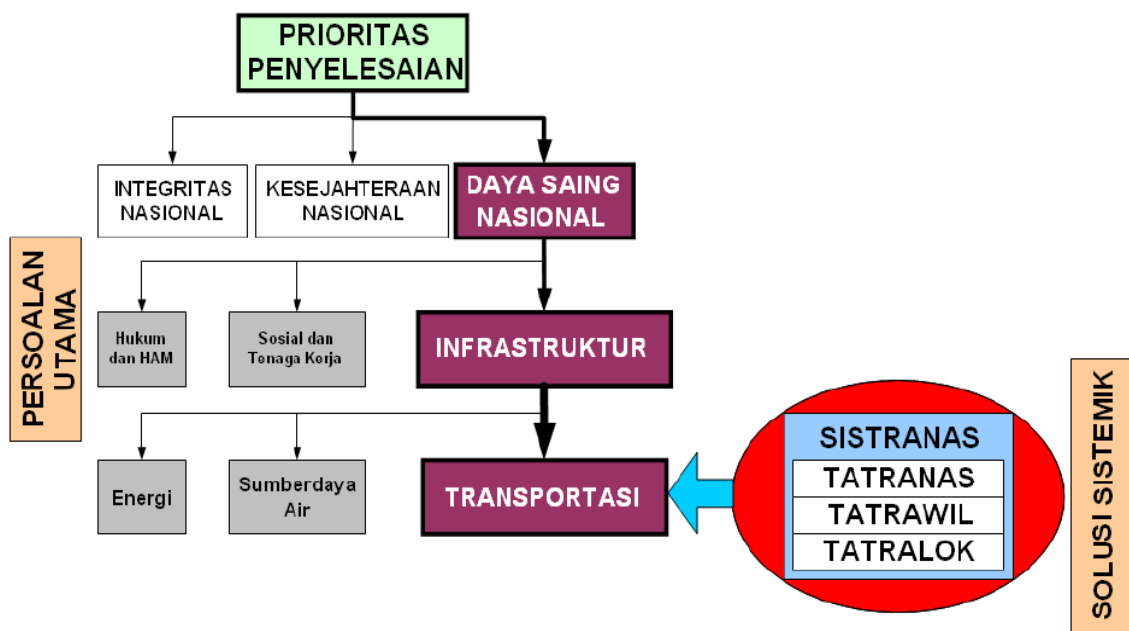 PRIORITAS
PENYELESAIAN
INTEGRITAS
NASIONAL
KESEJAHTERAAN
NASIONAL
DAYA SAING
NASIONAL
PERSOALAN
UTAMA
Hukum
dan HAM
Sosial dan
Tenaga Kerja
INFRASTRUKTUR
Energi
Sumberdaya
Air
TRANSPORTASI
SISTRANAS
TATRANAS
TATRAWIL
TATRALOK
SOLUSI SISTEMIK